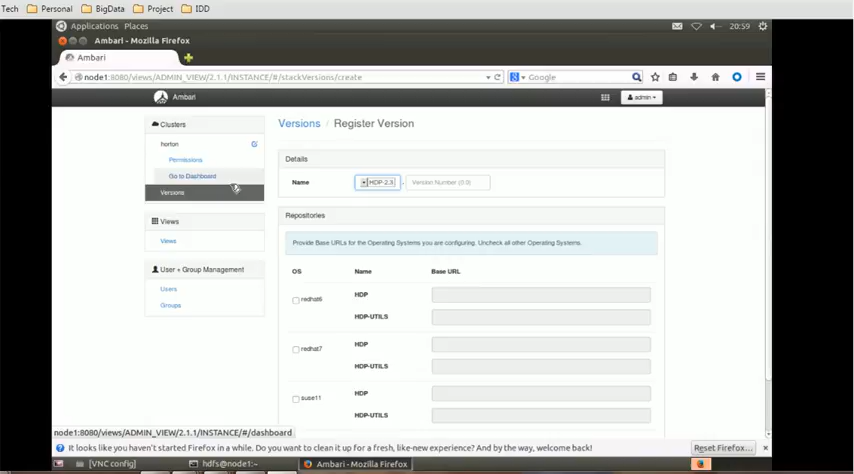 Tech Personal BigData Project IDD
Applications Places 20:59
Ambari - Mozilla Firefox
Ambari
node1:8080/views/ADMIN_VIEW/2.1.1/INSTANCE/#/stackVersions/create Google
Ambari admin
Clusters
horton
Permissions
Go to Dashboard
Versions
Views
Views
User + Group Management
Users
Groups
Versions / Register Version
Details
Name HDP-2.3 . Version Number (0.0)
Repositories
Provide Base URLs for the Operating Systems you are configuring. Uncheck all other Operating Systems.
OS Name Base URL
redhat6 HDP
HDP-UTILS
redhat7 HDP
HDP-UTILS
suse11 HDP
HDP-UTILS
node1:8080/views/ADMIN_VIEW/2.1.1/INSTANCE/#/dashboard
It looks like you haven't started Firefox in a while. Do you want to clean it up for a fresh, like-new experience? And by the way, welcome back! Reset Firefox...
[VNC config] hdfs@node1:~ Ambari - Mozilla Firefox